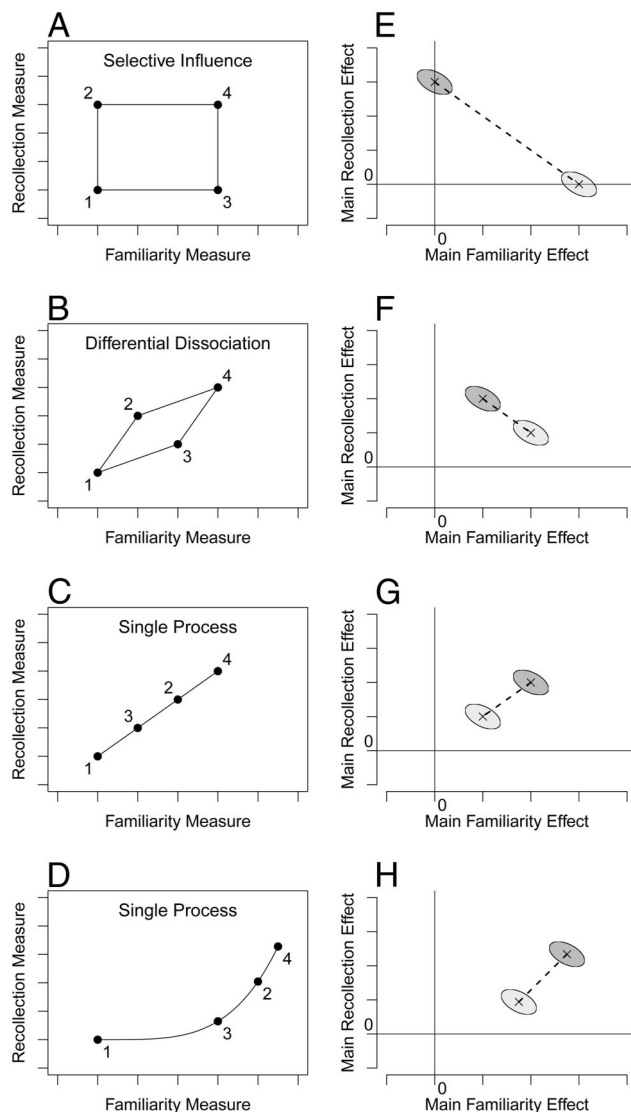 A
Selective Influence
Recollection Measure
2
4
1
3
Familiarity Measure
E
Main Recollection Effect
0
0
Main Familiarity Effect
B
Differential Dissociation
Recollection Measure
4
2
3
1
Familiarity Measure
F
Main Recollection Effect
0
0
Main Familiarity Effect
C
Single Process
Recollection Measure
4
2
3
1
Familiarity Measure
G
Main Recollection Effect
0
0
Main Familiarity Effect
D
Single Process
Recollection Measure
4
2
3
1
Familiarity Measure
H
Main Recollection Effect
0
0
Main Familiarity Effect